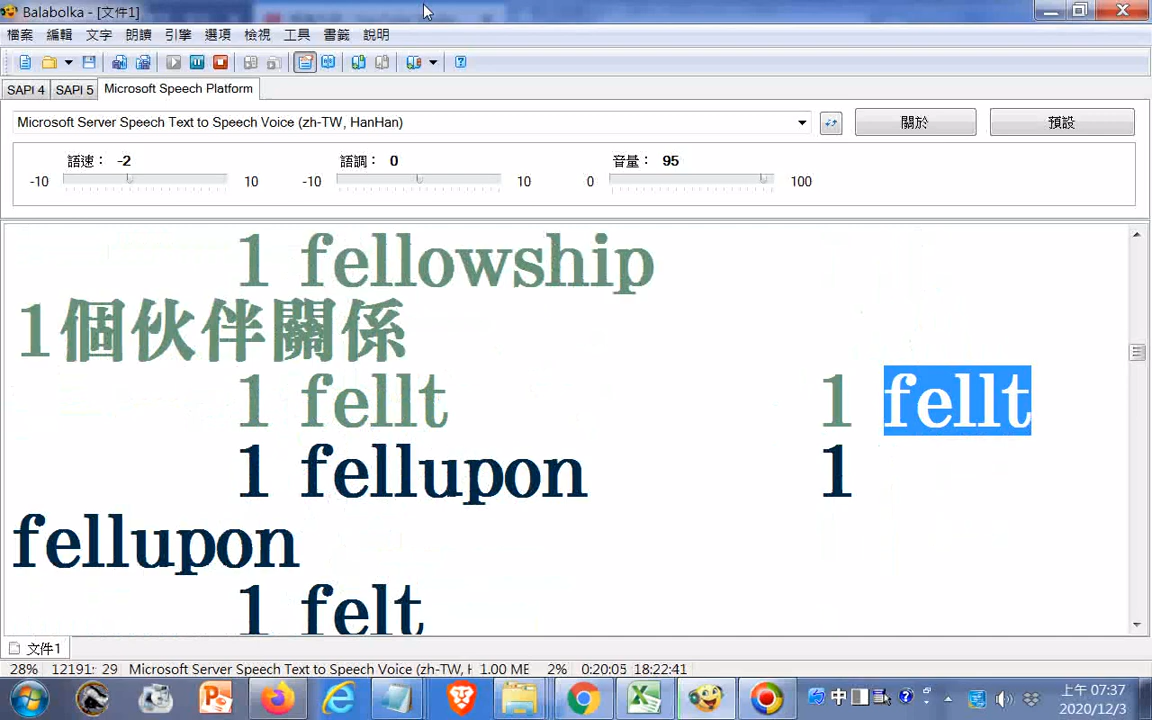 Balabolka - [文件1]
檔案 編輯 文字 朗讀 引擎 選項 檢視 工具 書籤 說明
SAPI 4 SAPI 5 Microsoft Speech Platform
Microsoft Server Speech Text to Speech Voice (zh-TW, HanHan) 關於 預設
語速： -2 語調： 0 音量： 95
-10 10 -10 10 0 100
1 fellowship
1個伙伴關係
1 fellt 1 fellt
1 fellupon 1
fellupon
1 felt
文件1
28% 12191: 29 Microsoft Server Speech Text to Speech Voice (zh-TW, H 1.00 ME 2% 0:20:05 18:22:41
中 上午 07:37
2020/12/3